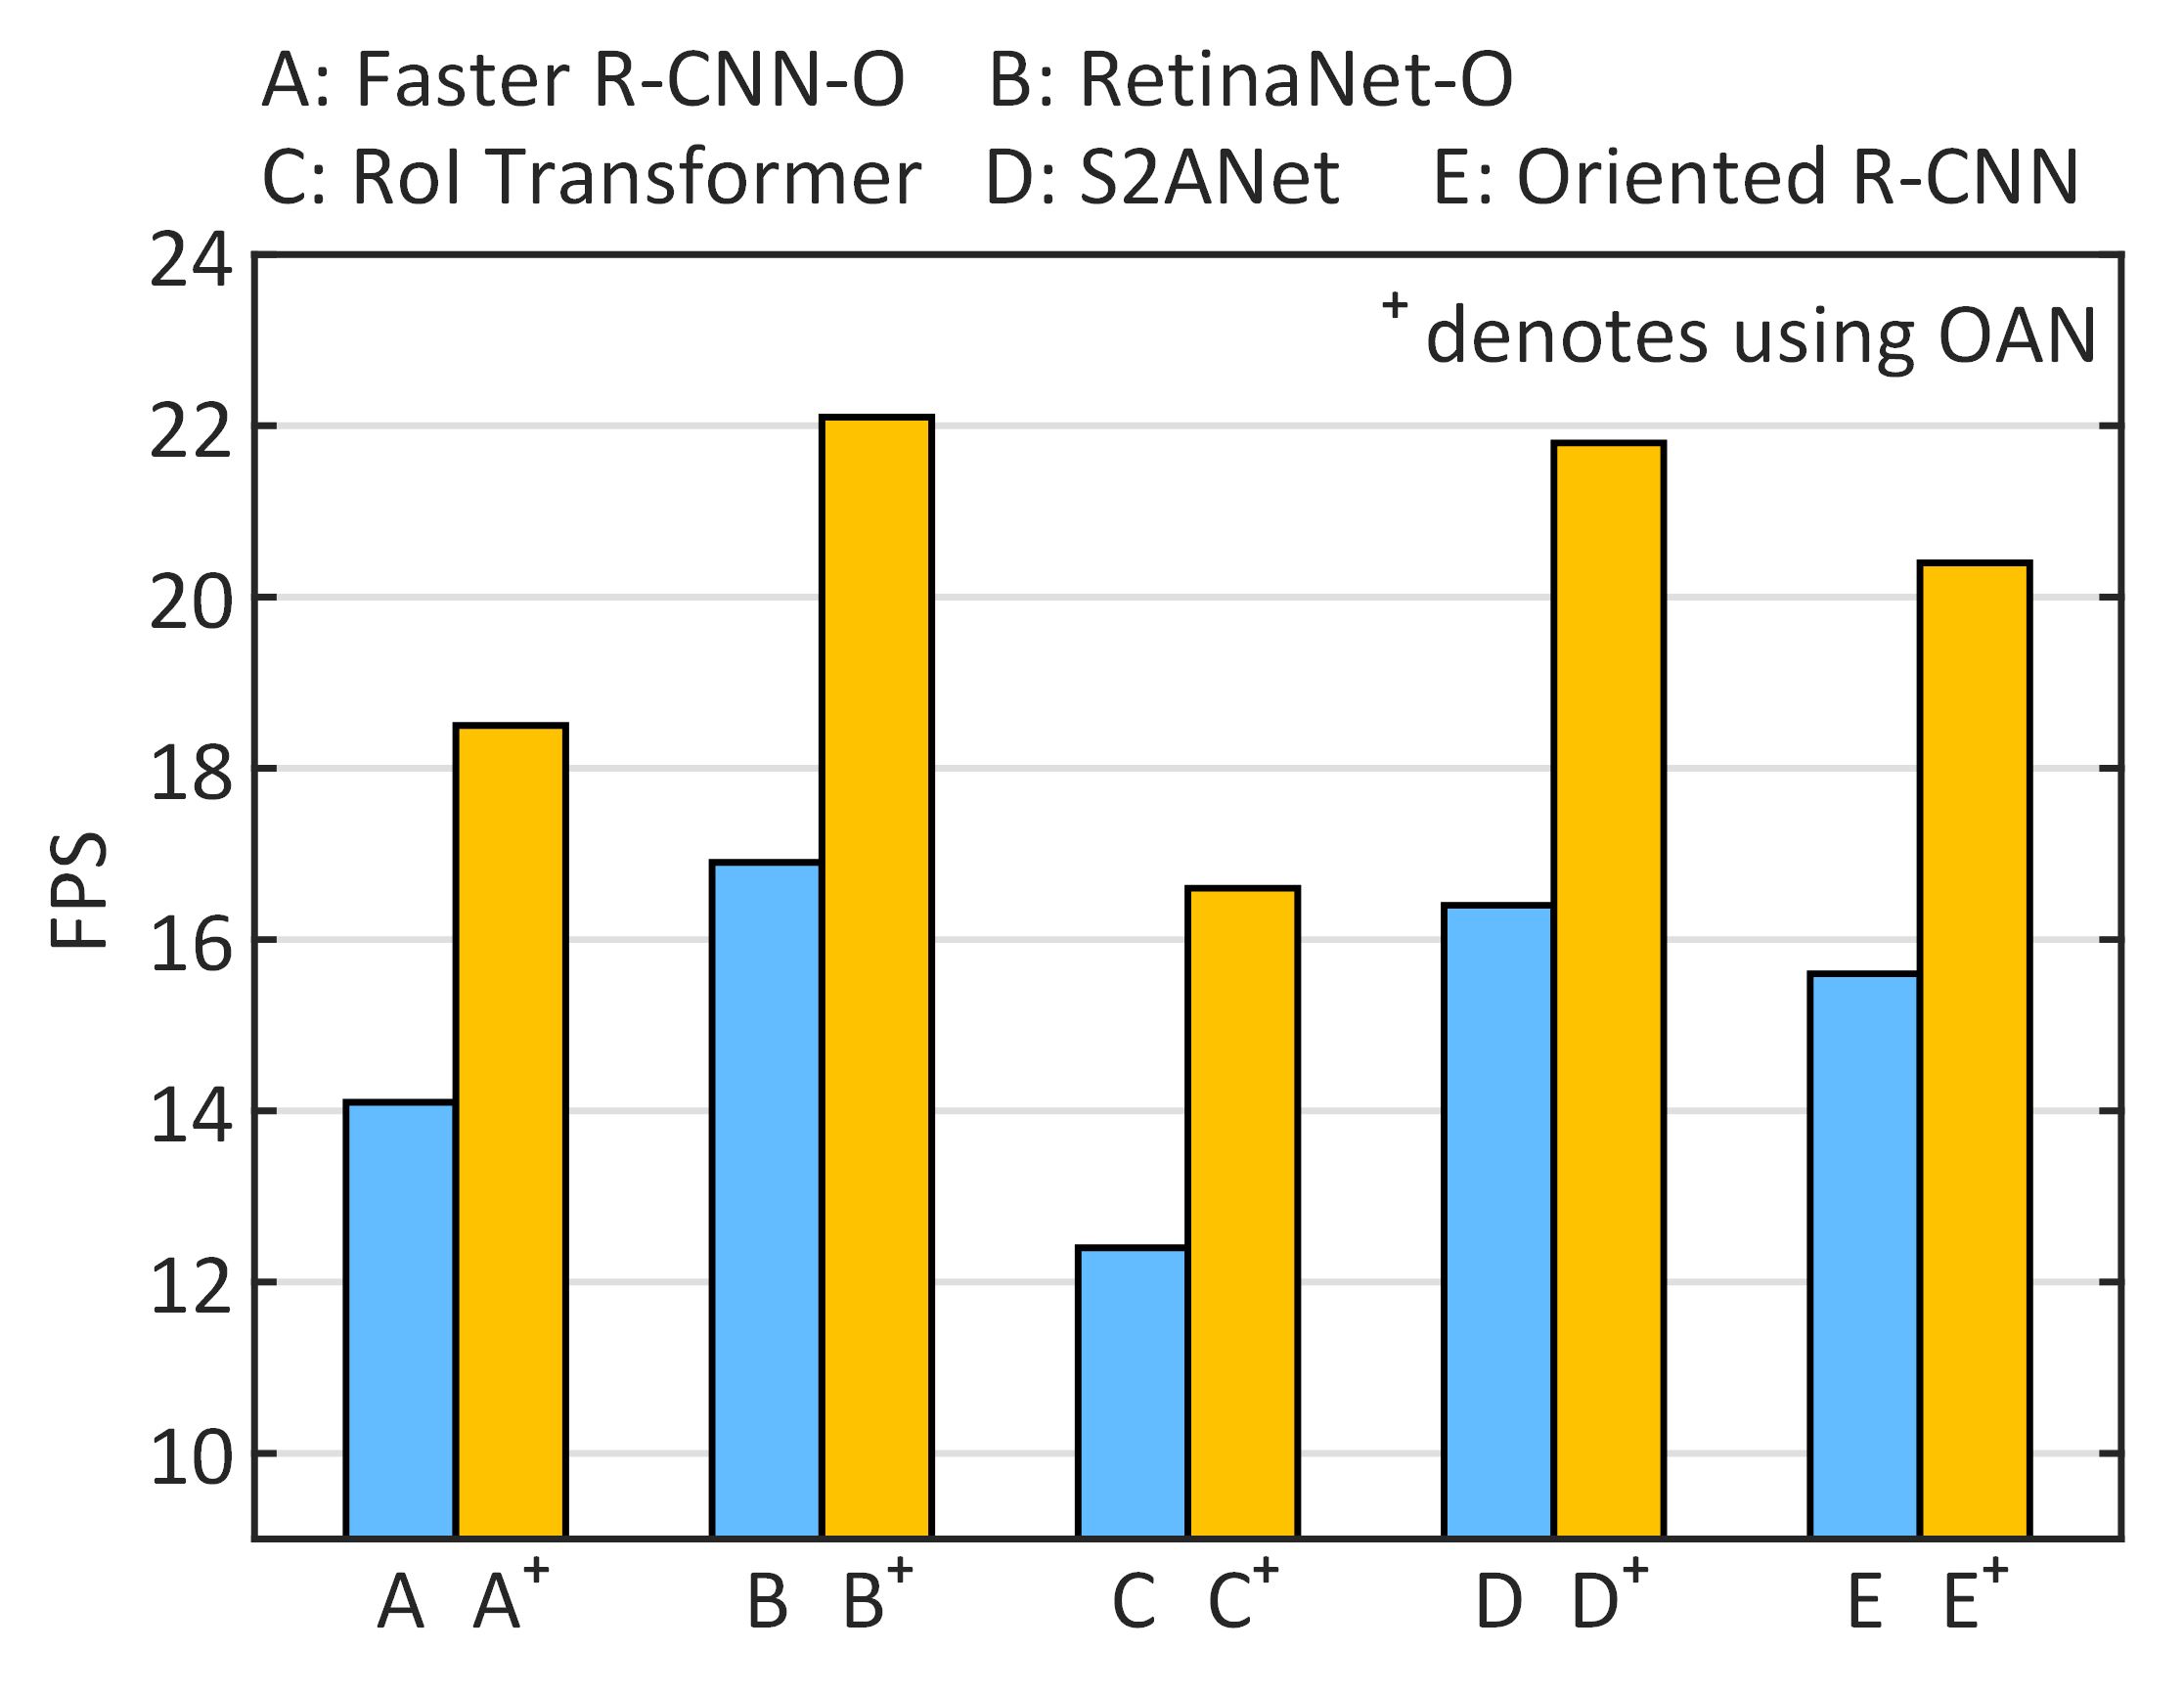 A: Faster R-CNN-O B: RetinaNet-O
C: RoI Transformer D: S2ANet E: Oriented R-CNN
24
+ denotes using OAN
22
20
18
16
14
12
10
FPS
A A+ B B+ C C+ D D+ E E+